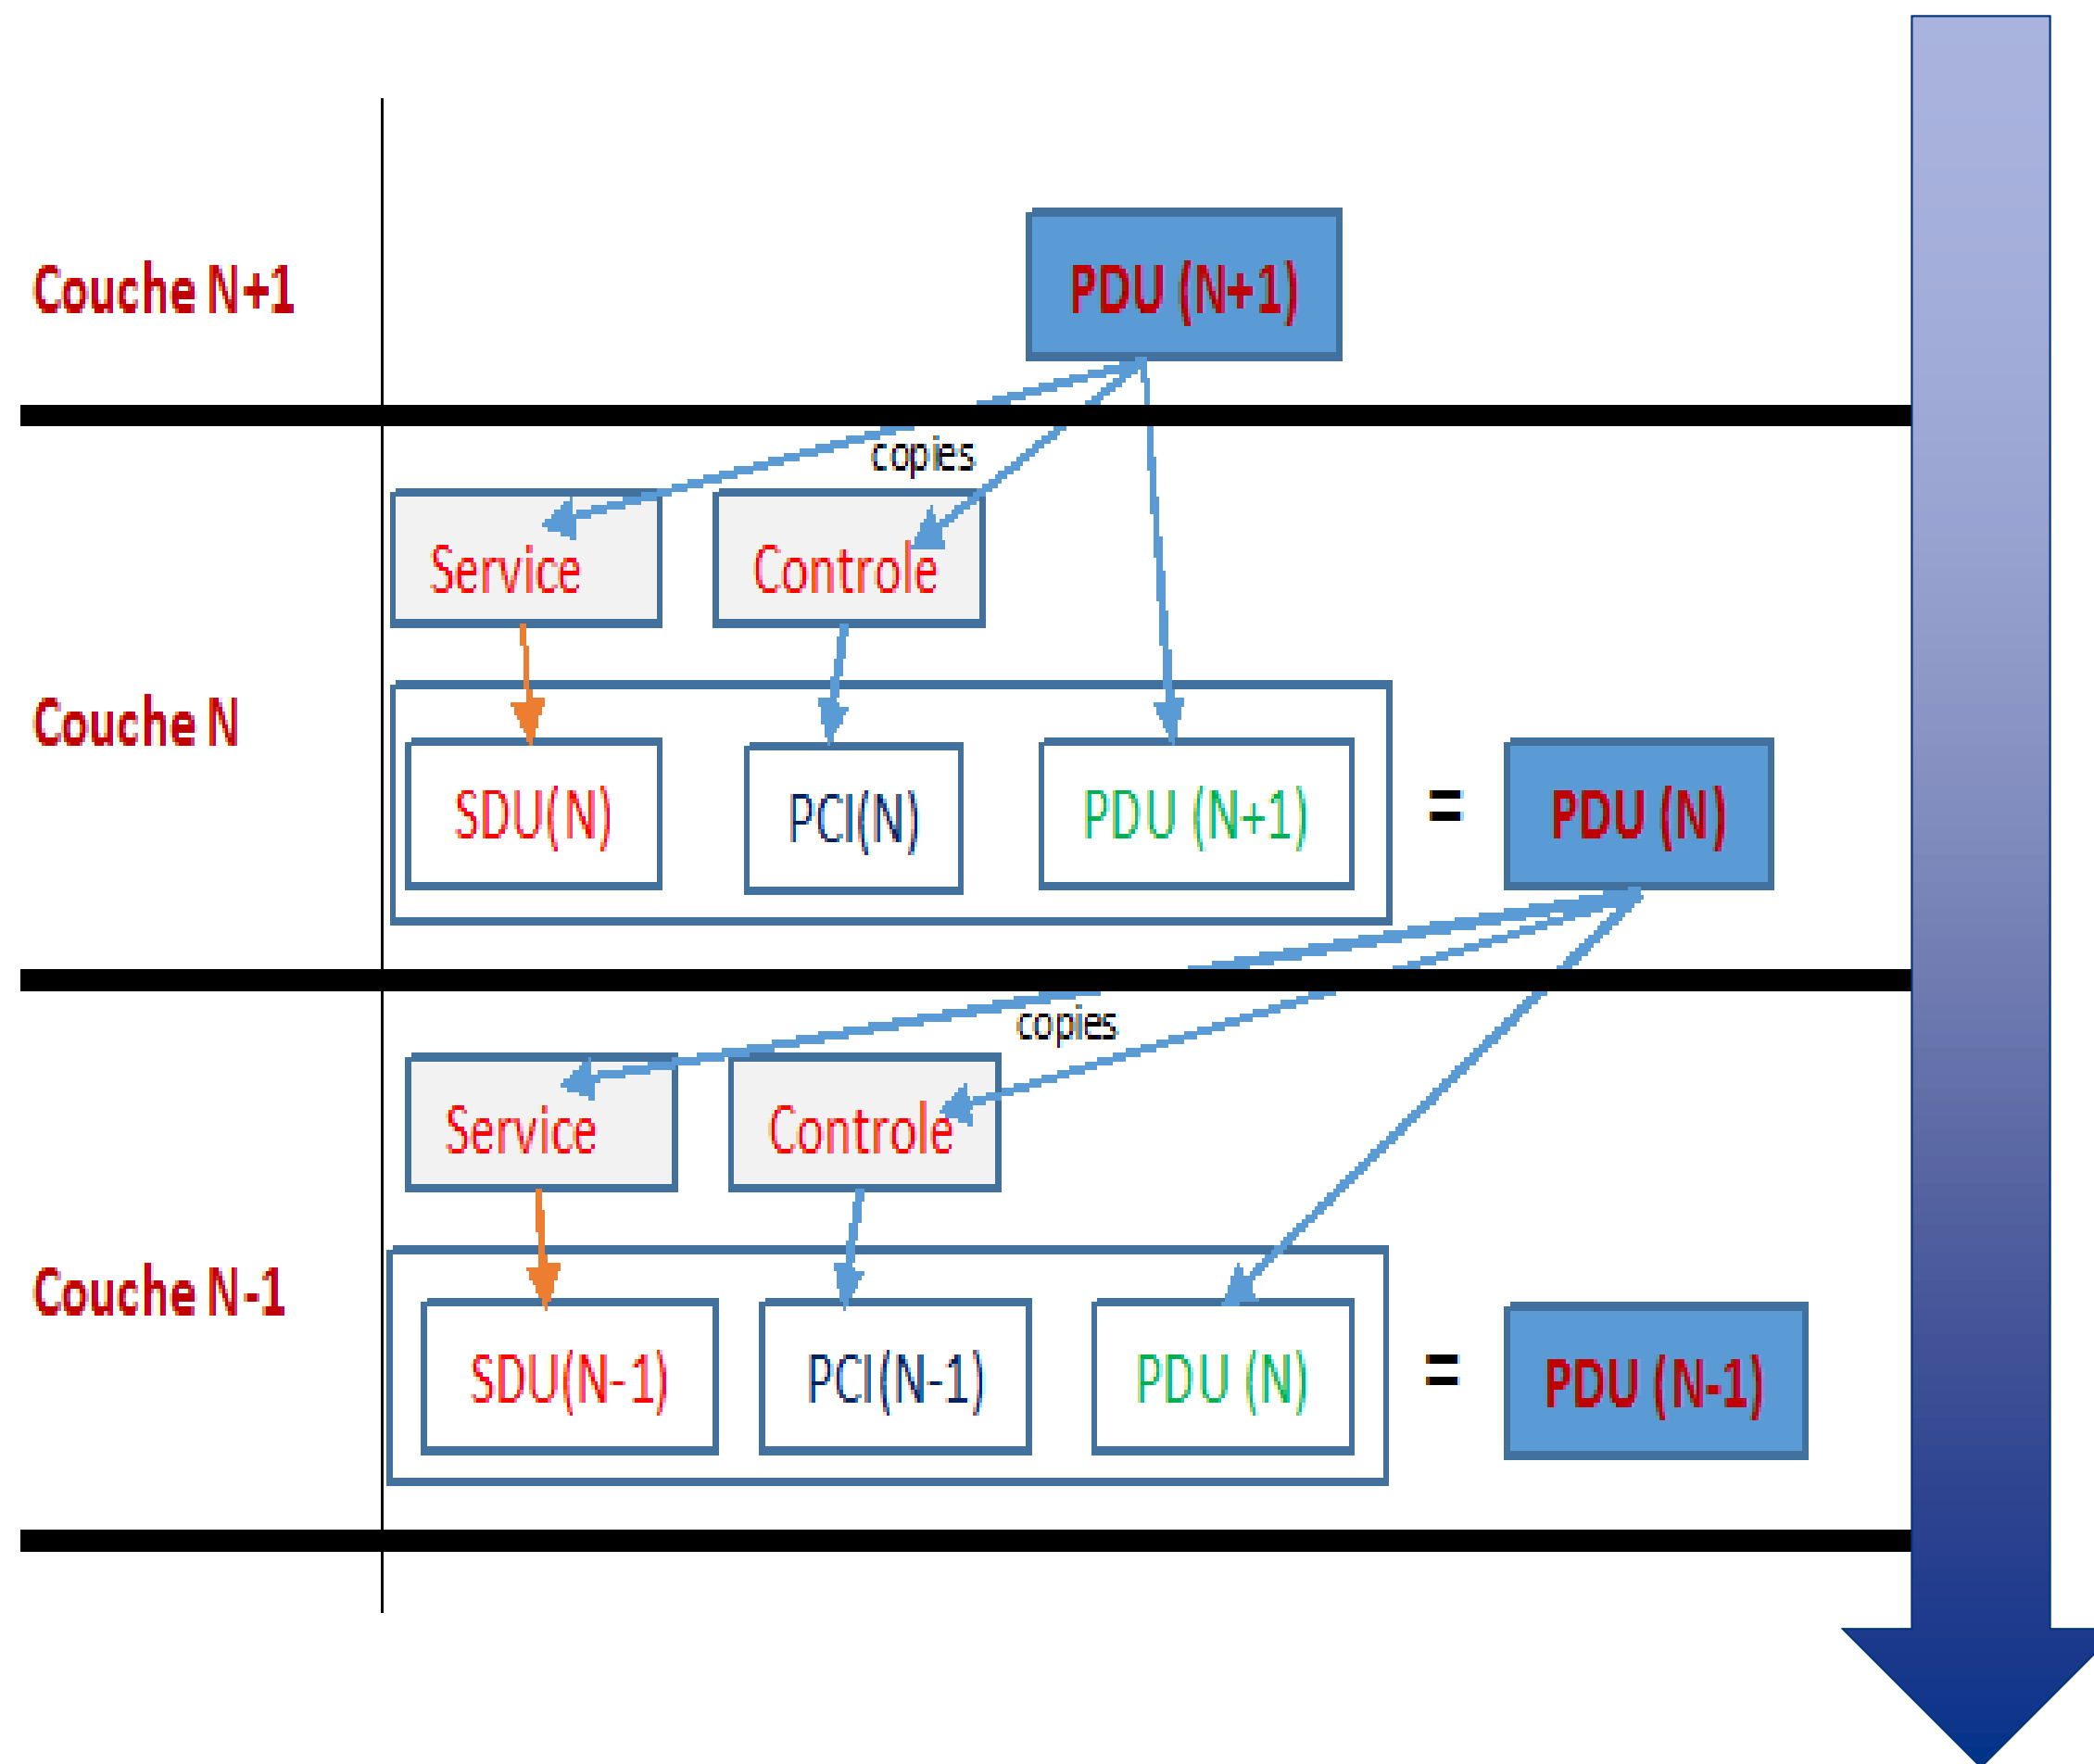 PDU (N+1)
Couche N+1
copies
Service
Controle
Couche N
SDU(N)
PCI(N)
PDU (N+1)
=
PDU (N)
copies
Service
Controle
Couche N-1
SDU(N-1)
PCI(N-1)
PDU (N)
=
PDU (N-1)